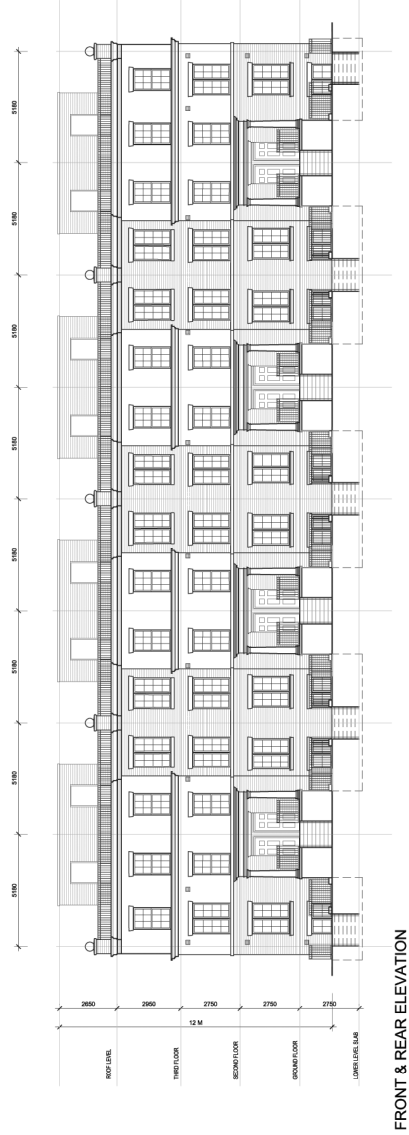 2650
2950
2750
2750
2750
12 M
ROOF LEVEL
THIRD FLOOR
SECOND FLOOR
GROUND FLOOR
LOWER LEVEL SLAB
5180
5180
5180
5180
5180
5180
5180
5180
FRONT & REAR ELEVATION